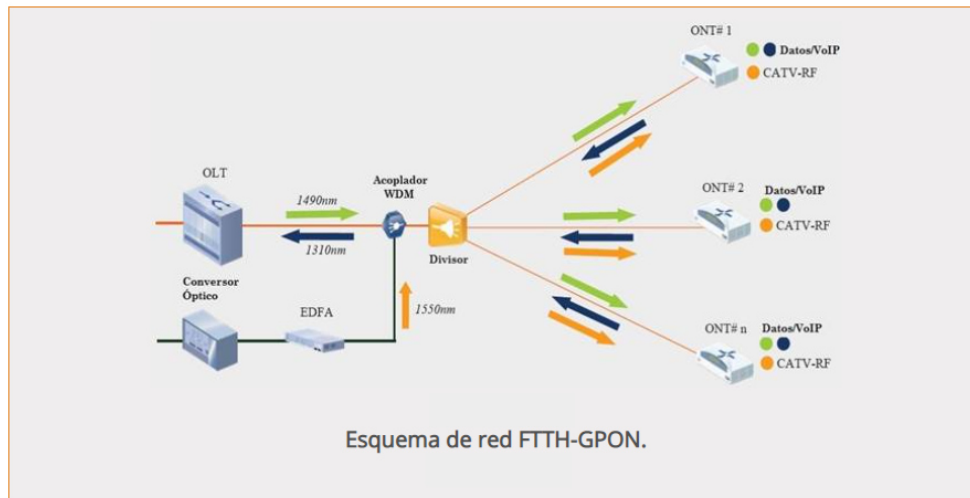 ONT# 1
Datos/VoIP
CATV-RF
OLT
1490nm
1310nm
Acoplador
WDM
Divisor
ONT# 2
Datos/VoIP
CATV-RF
Conversor
Óptico
EDFA
1550nm
ONT# n
Datos/VoIP
CATV-RF
Esquema de red FTTH-GPON.